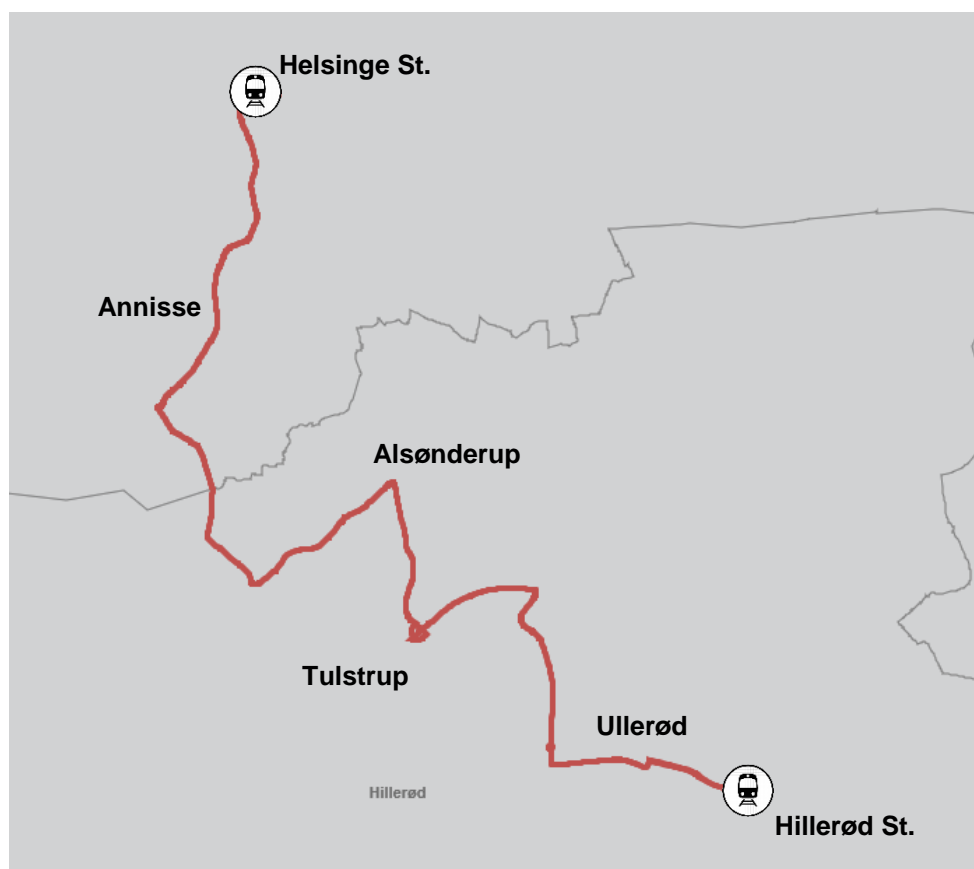 Helsinge St.
Annisse
Alsønderup
Tulstrup
Ullerød
Hillerød
Hillerød St.